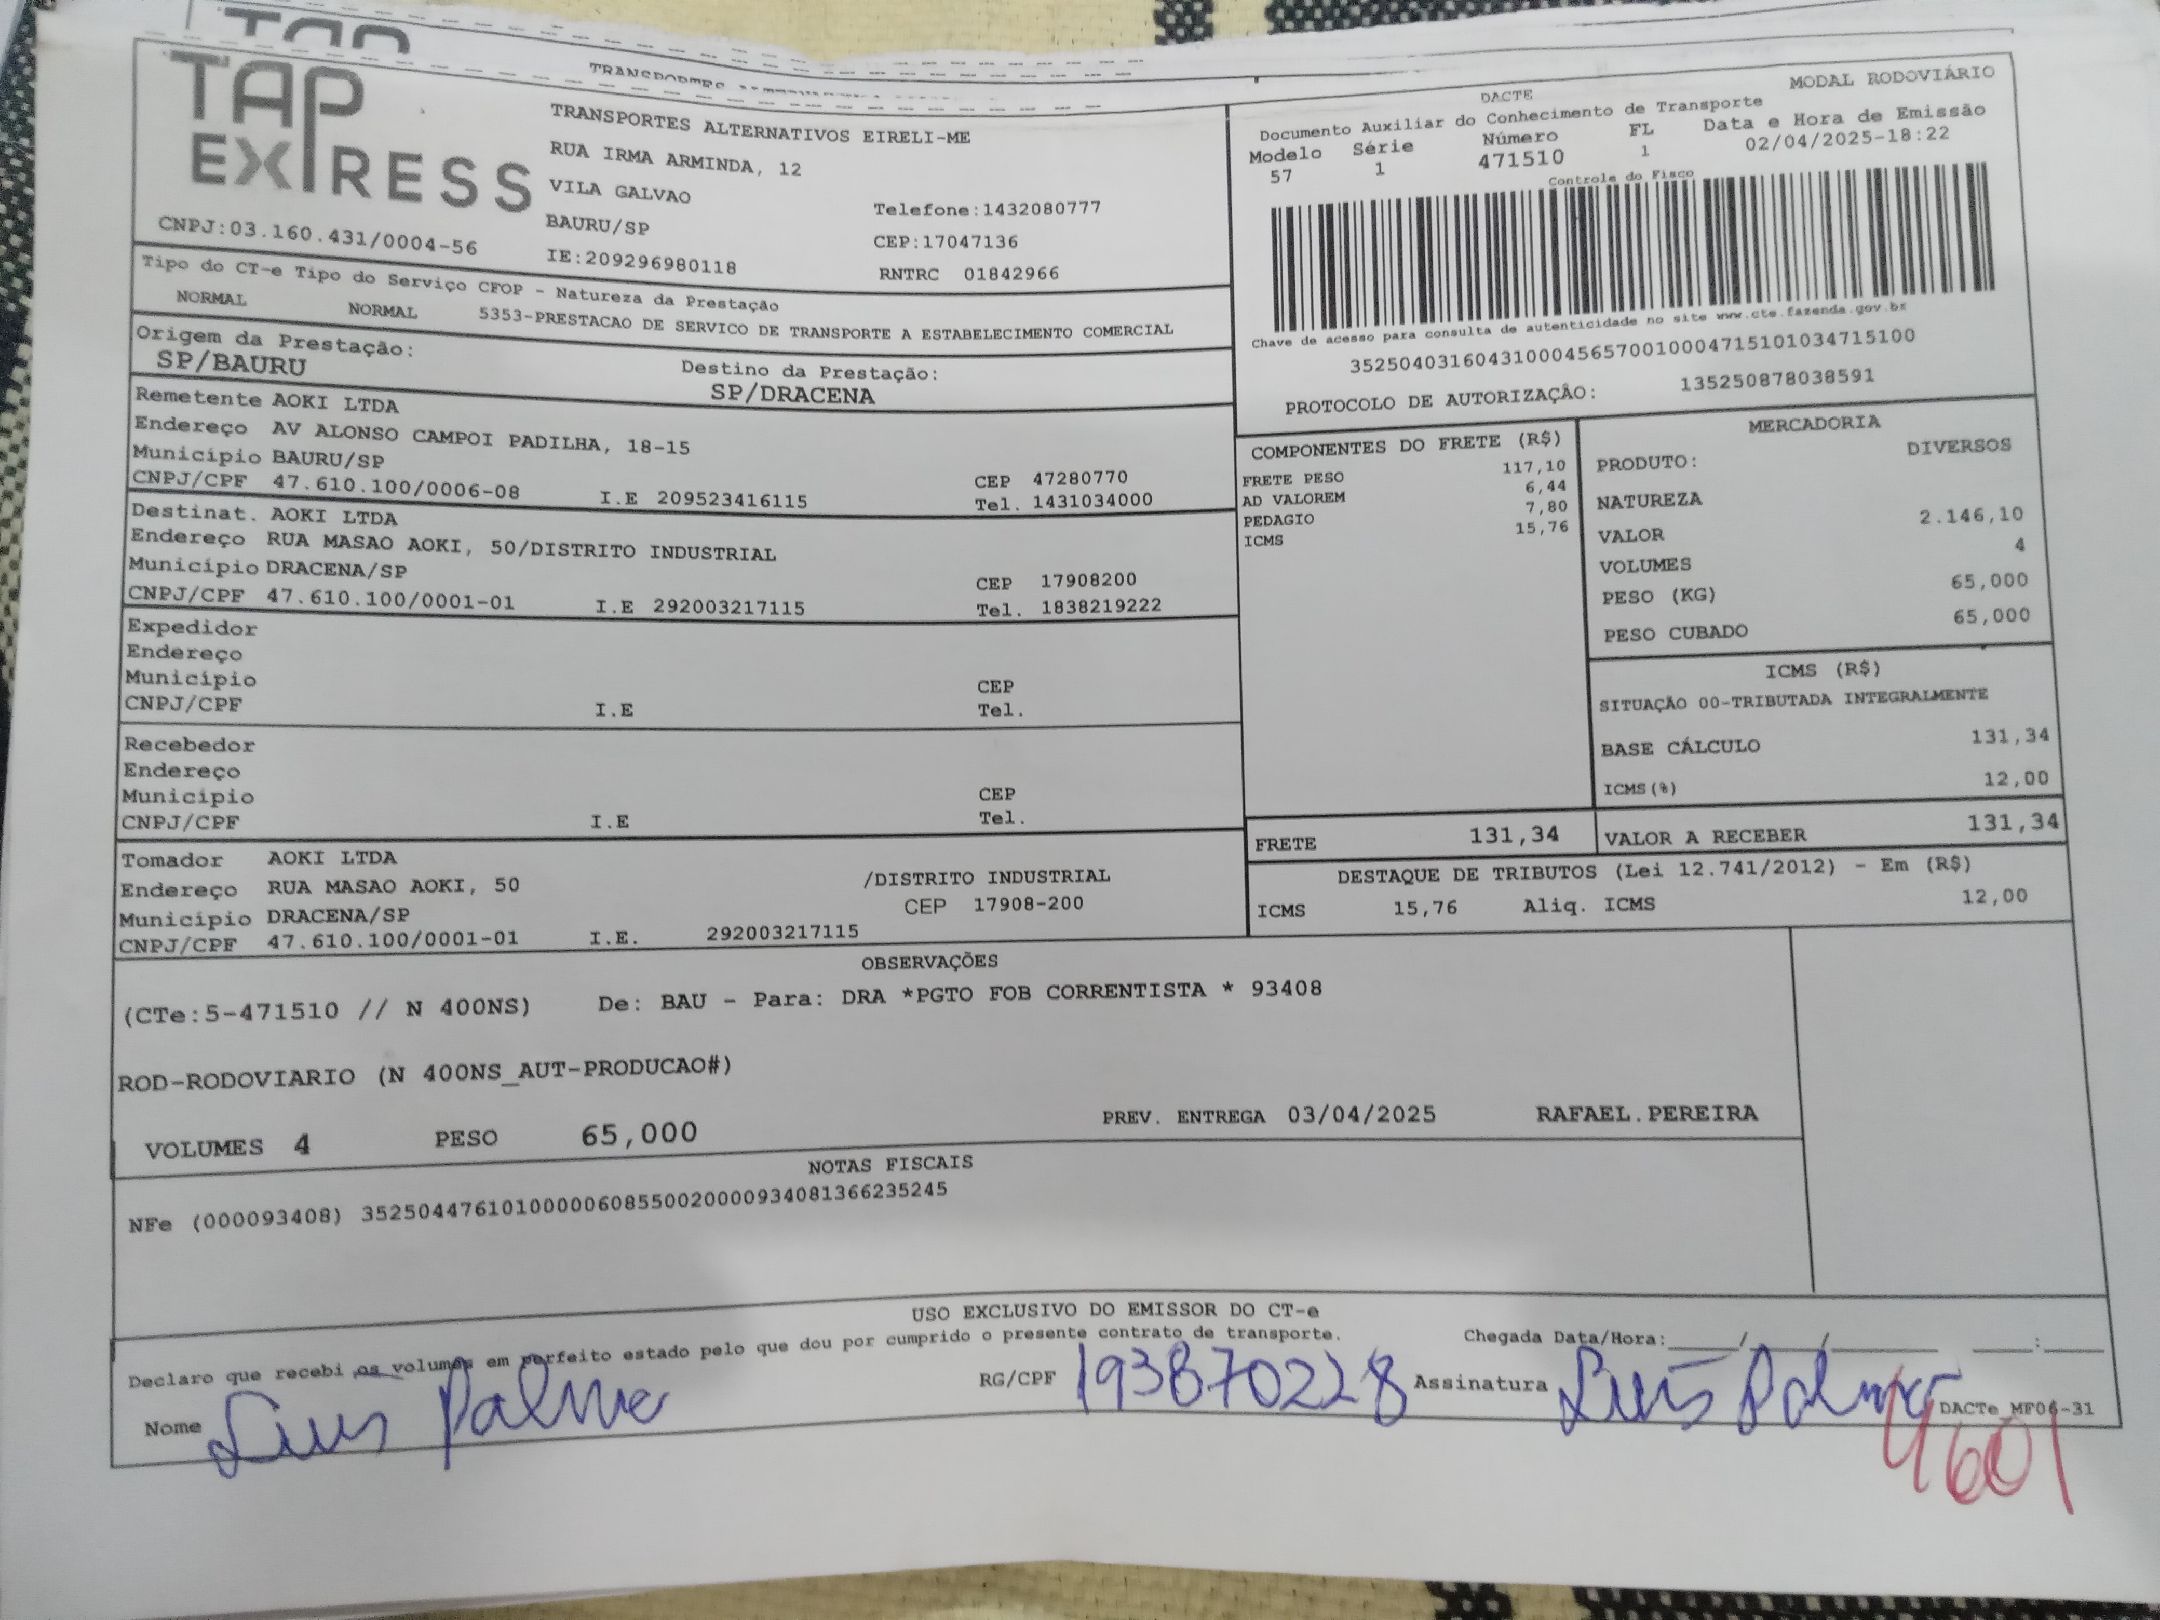 TAP
EXPRESS
CNPJ:03.160.431/0004-56
TRANSPORTES ALTERNATIVOS EIRELI-ME
RUA IRMA ARMINDA, 12
VILA GALVAO
BAURU/SP
IE:209296980118
Telefone:1432080777
CEP:17047136
RNTRC 01842966
MODAL RODOVIÁRIO
DACTE
Documento Auxiliar do Conhecimento de Transporte
Modelo Série Número FL Data e Hora de Emissão
57 1 471510 1 02/04/2025-18:22
Controle do Fisco
Chave de acesso para consulta de autenticidade no site www.cte.fazenda.gov.br
35250403160431000456570010004715101034715100
PROTOCOLO DE AUTORIZAÇÂO: 135250878038591
Tipo do CT-e Tipo do Serviço CFOP - Natureza da Prestação
NORMAL NORMAL 5353-PRESTACAO DE SERVICO DE TRANSPORTE A ESTABELECIMENTO COMERCIAL
Origem da Prestação: Destino da Prestação:
SP/BAURU SP/DRACENA
Remetente AOKI LTDA
Endereço AV ALONSO CAMPOI PADILHA, 18-15
Município BAURU/SP CEP 47280770
CNPJ/CPF 47.610.100/0006-08 I.E 209523416115 Tel. 1431034000
Destinat. AOKI LTDA
Endereço RUA MASAO AOKI, 50/DISTRITO INDUSTRIAL
Município DRACENA/SP CEP 17908200
CNPJ/CPF 47.610.100/0001-01 I.E 292003217115 Tel. 1838219222
Expedidor
Endereço
Município CEP
CNPJ/CPF I.E Tel.
Recebedor
Endereço
Município CEP
CNPJ/CPF I.E Tel.
Tomador AOKI LTDA
Endereço RUA MASAO AOKI, 50 /DISTRITO INDUSTRIAL
Município DRACENA/SP CEP 17908-200
CNPJ/CPF 47.610.100/0001-01 I.E. 292003217115
COMPONENTES DO FRETE (R$)
FRETE PESO 117,10
AD VALOREM 6,44
PEDAGIO 7,80
ICMS 15,76
FRETE 131,34
MERCADORIA
PRODUTO: DIVERSOS
NATUREZA
VALOR 2.146,10
VOLUMES 4
PESO (KG) 65,000
PESO CUBADO 65,000
ICMS (R$)
SITUAÇÃO 00-TRIBUTADA INTEGRALMENTE
BASE CÁLCULO 131,34
ICMS(%) 12,00
VALOR A RECEBER 131,34
DESTAQUE DE TRIBUTOS (Lei 12.741/2012) - Em (R$)
ICMS 15,76 Aliq. ICMS 12,00
OBSERVAÇÕES
(CTe:5-471510 // N 400NS) De: BAU - Para: DRA *PGTO FOB CORRENTISTA * 93408
ROD-RODOVIARIO (N 400NS_AUT-PRODUCAO#)
VOLUMES 4 PESO 65,000 PREV. ENTREGA 03/04/2025 RAFAEL.PEREIRA
NOTAS FISCAIS
NFe (000093408) 35250447610100000608550020000934081366235245
USO EXCLUSIVO DO EMISSOR DO CT-e
Declaro que recebi os volumes em perfeito estado pelo que dou por cumprido o presente contrato de transporte. Chegada Data/Hora:_____/_____/_______ ____:____
Nome Luis Palma RG/CPF 193870228 Assinatura Luis Palma
DACTe_MF06-31
4601